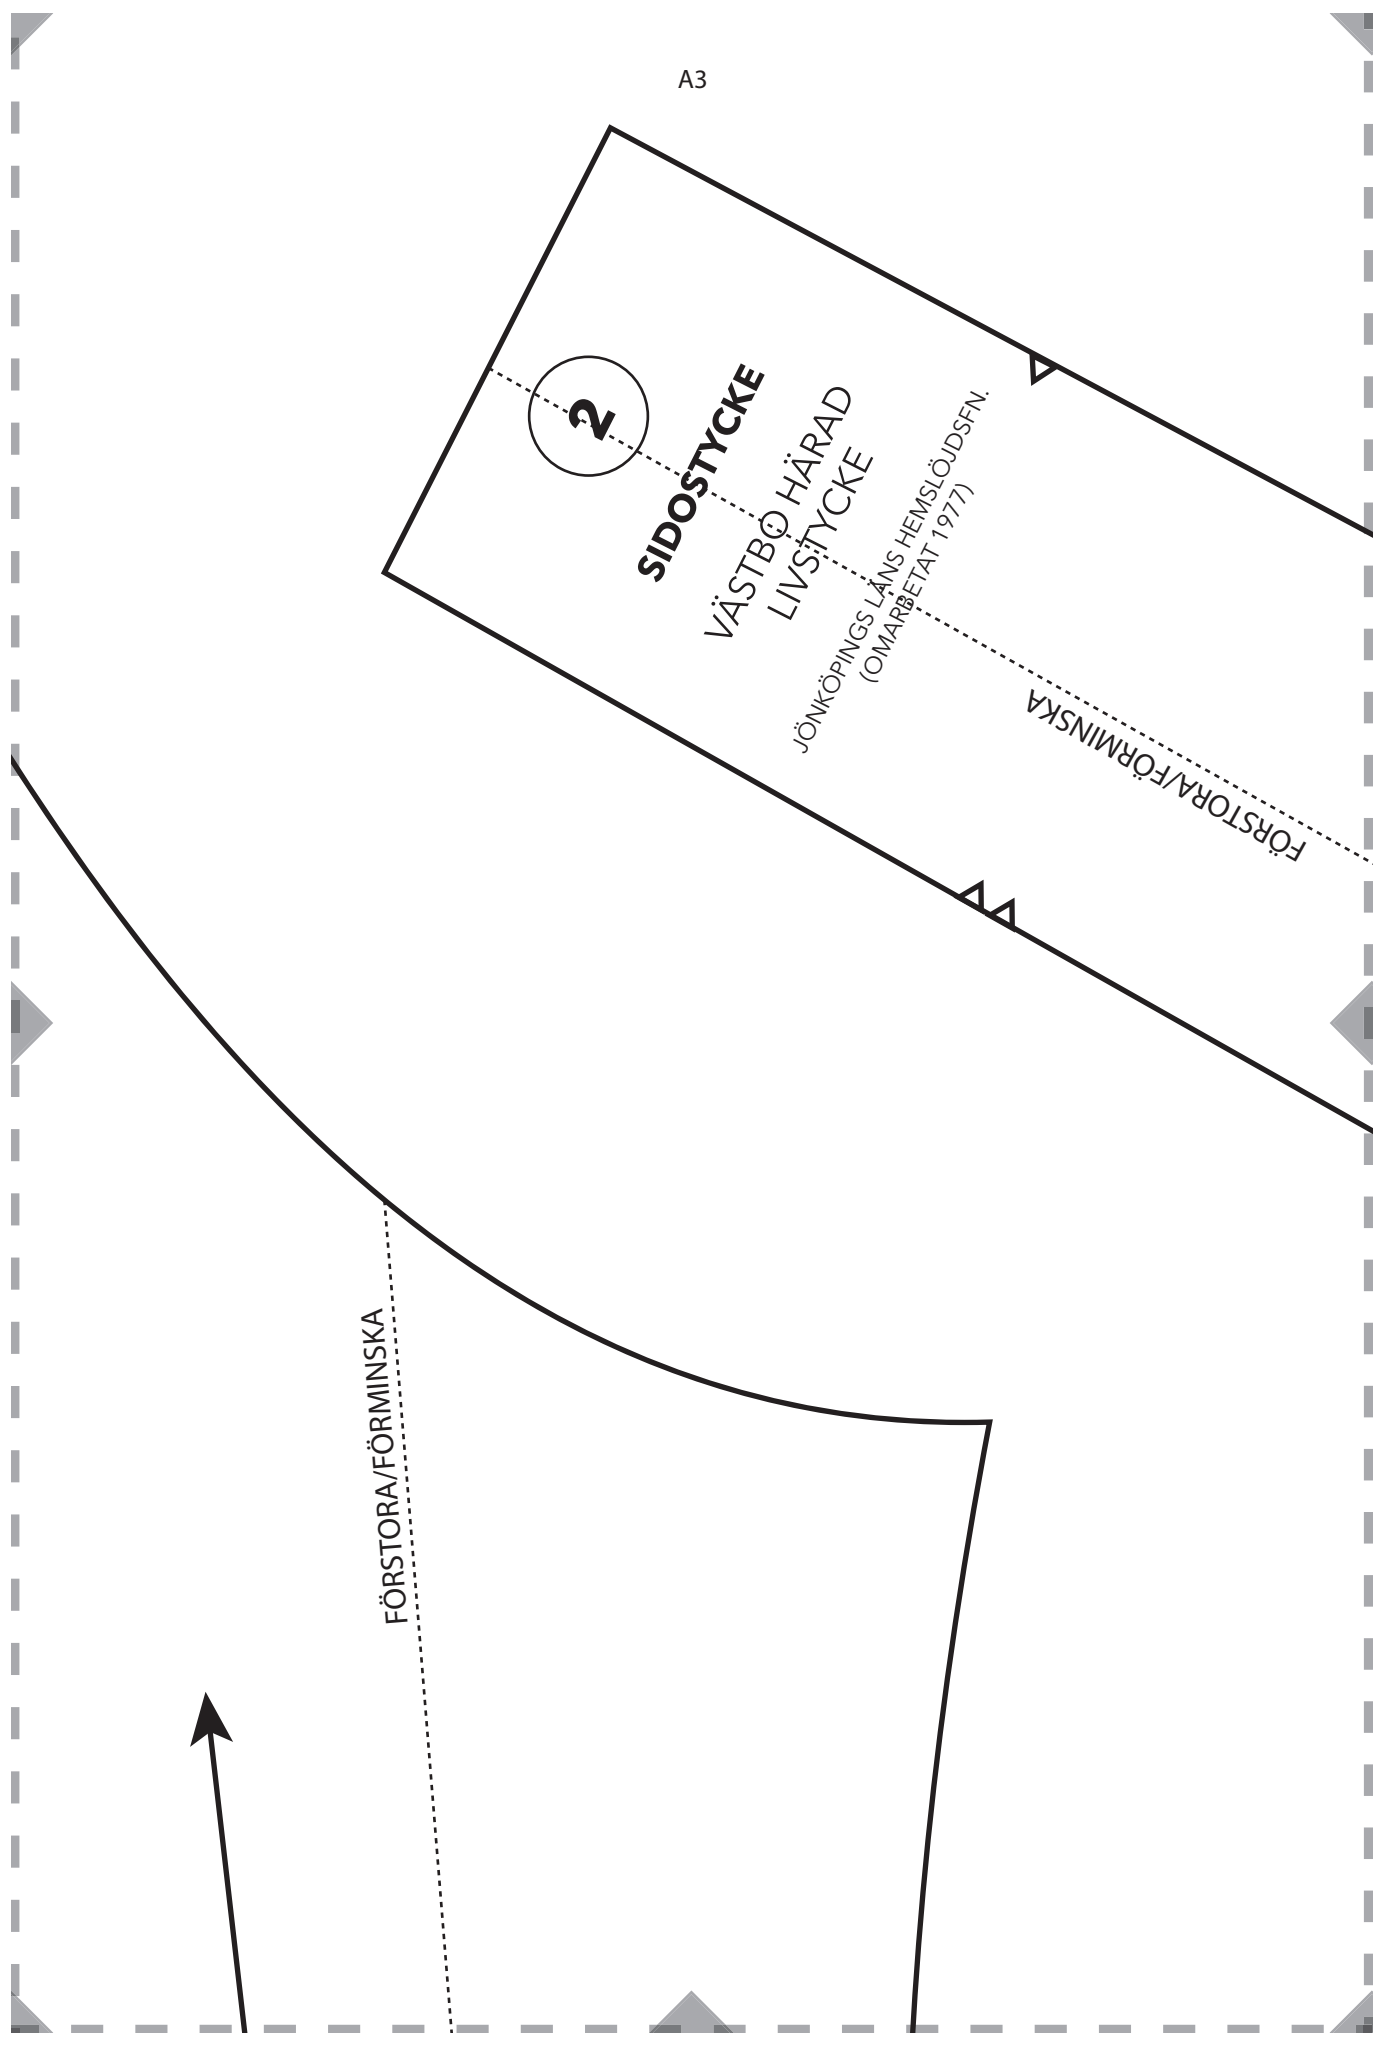 A3
2
SIDOSTYCKE
VÄSTBO HÄRAD
LIVSTYCKE
JÖNKÖPINGS LÄNS HEMSLÖJDSFN.
(OMARBETAT 1977)
FÖRSTORA/FÖRMINSKA
FÖRSTORA/FÖRMINSKA